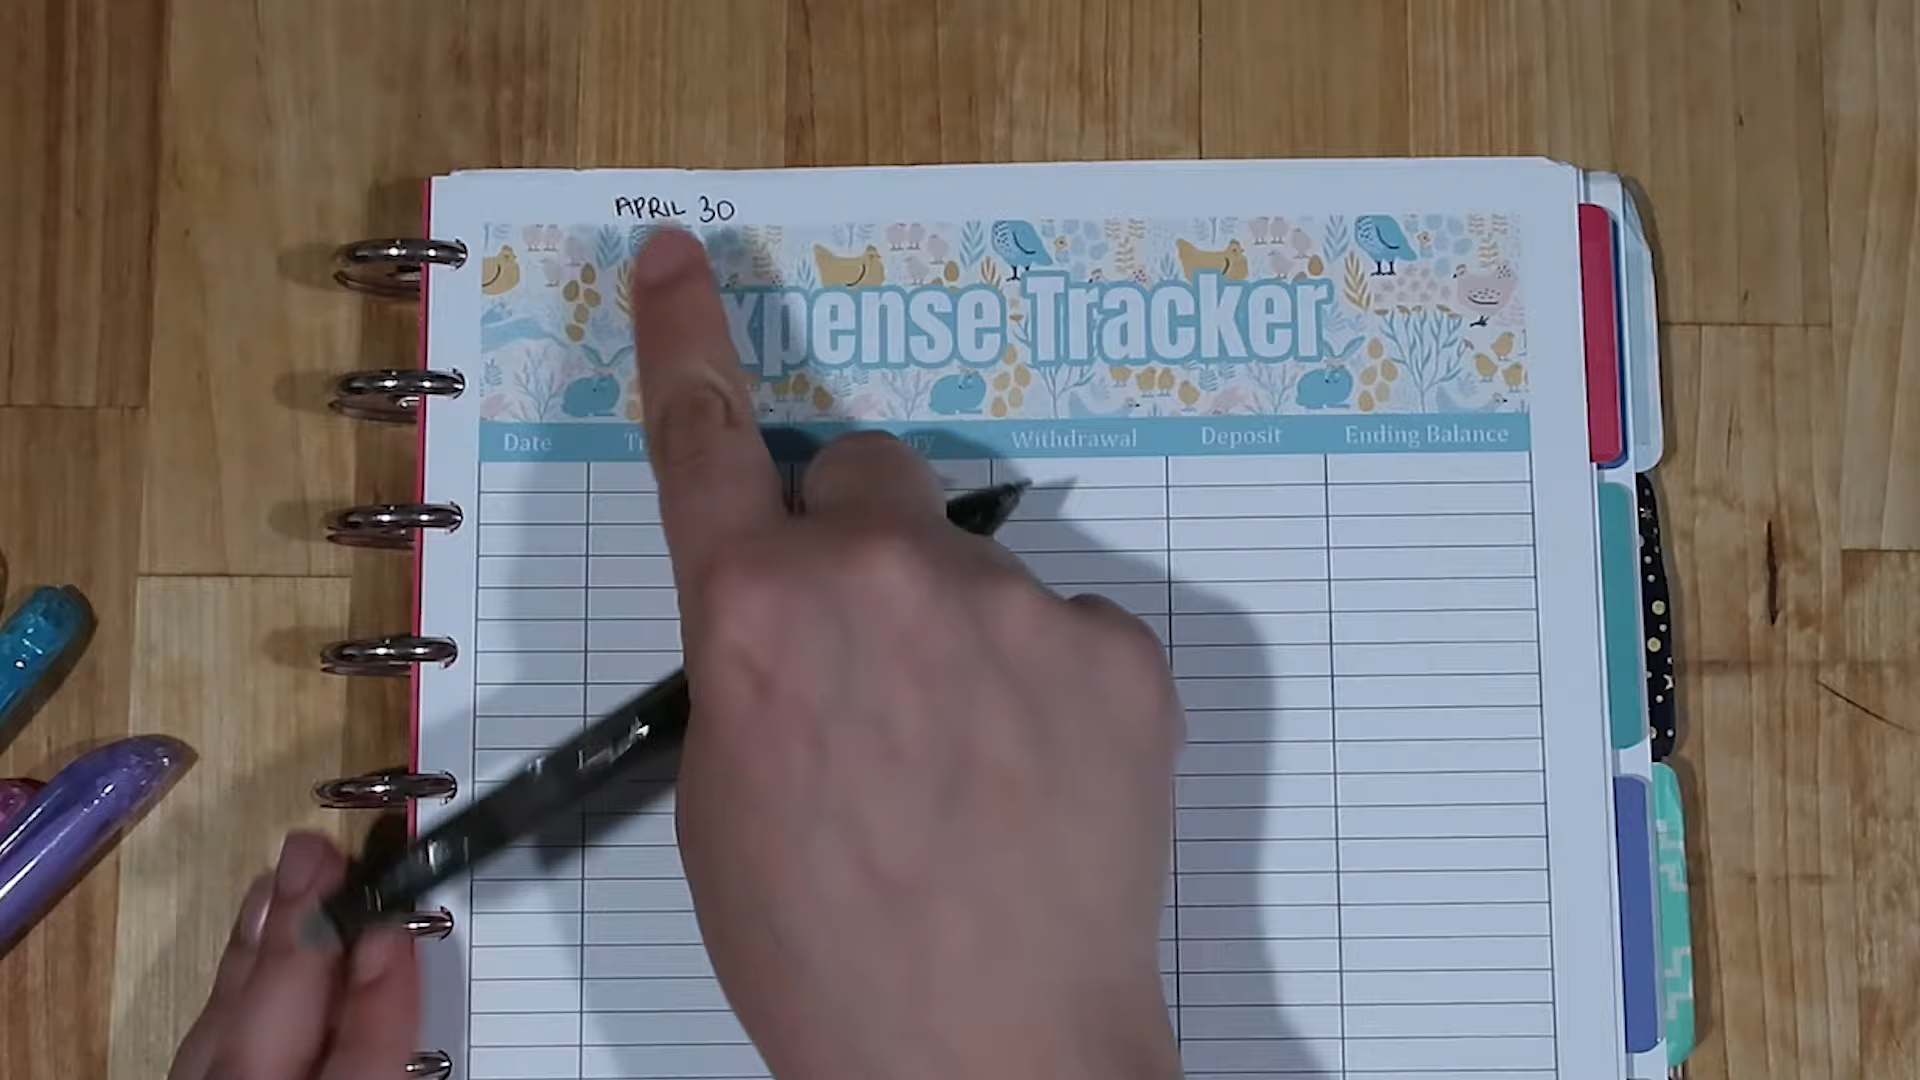 APRIL 30
xpense Tracker
Date Withdrawal Deposit Ending Balance